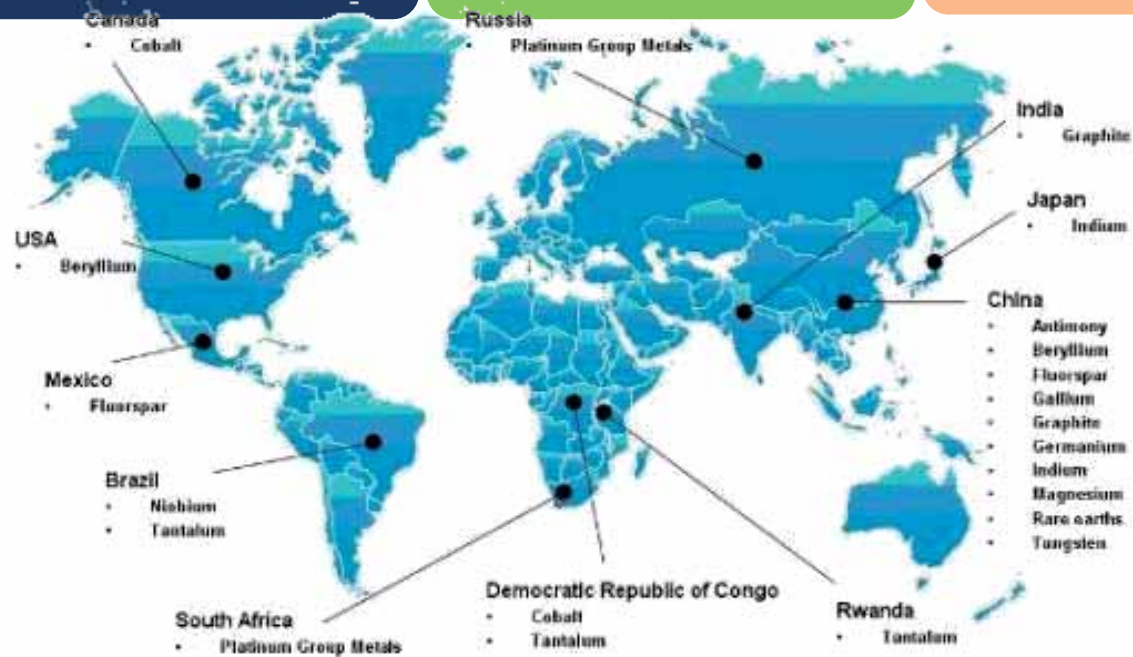 Canada
• Cobalt
Russia
• Platinum Group Metals
India
• Graphite
Japan
• Indium
USA
• Beryllium
China
• Antimony
• Beryllium
• Fluorspar
• Gallium
• Graphite
• Germanium
• Indium
• Magnesium
• Rare earths
• Tungsten
Mexico
• Fluorspar
Brazil
• Niobium
• Tantalum
South Africa
• Platinum Group Metals
Democratic Republic of Congo
• Cobalt
• Tantalum
Rwanda
• Tantalum